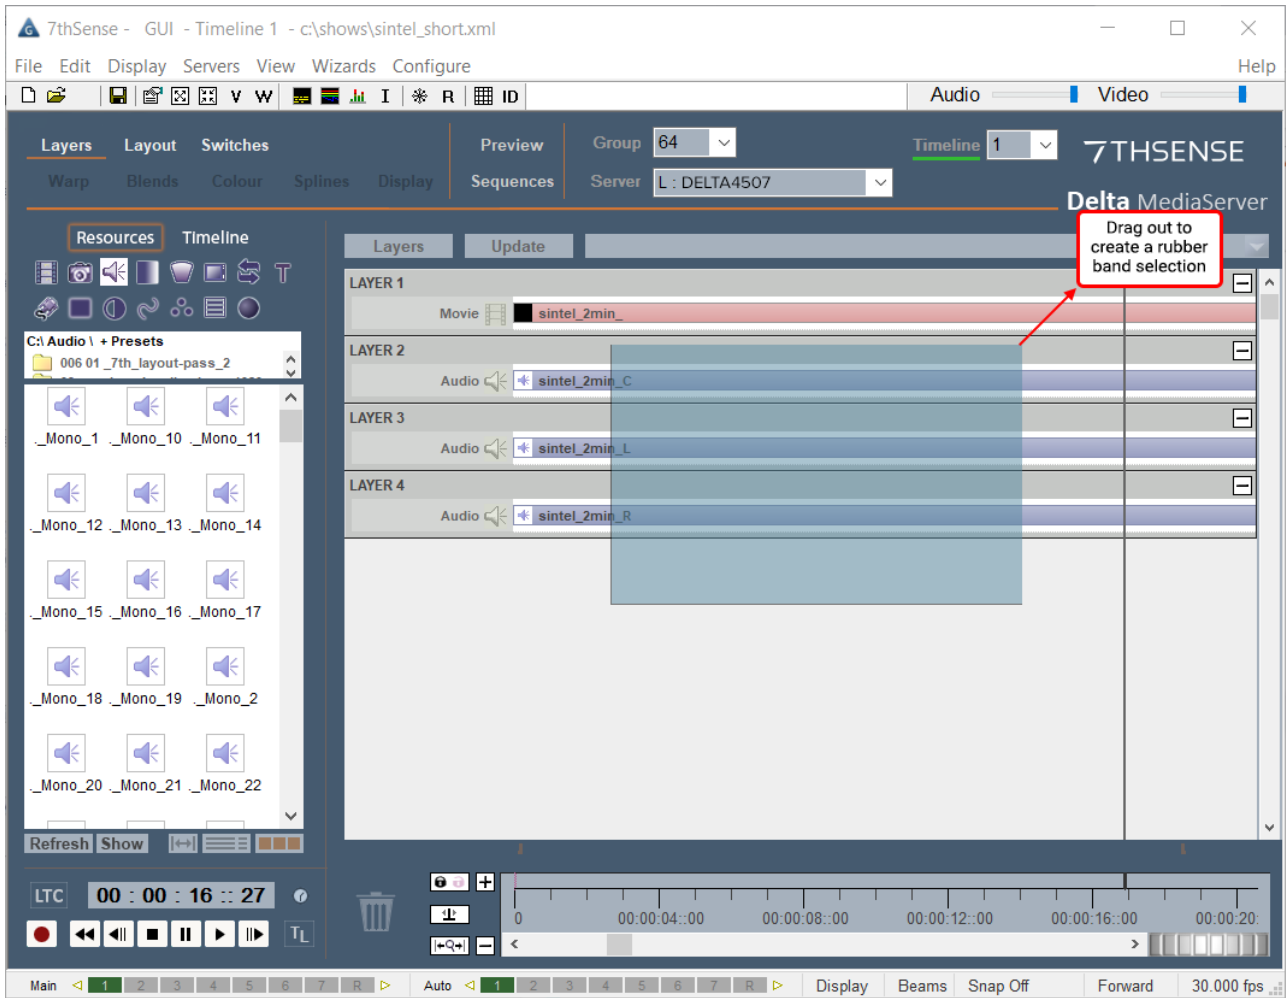 7thSense - GUI - Timeline 1 - c:\shows\sintel_short.xml
File Edit Display Servers View Wizards Configure Help
V W I R ID Audio Video
Layers Layout Switches Preview Group 64 Timeline 1 7THSENSE
Warp Blends Colour Splines Display Sequences Server L : DELTA4507
Delta MediaServer
Resources Timeline
Layers Update
Drag out to
create a rubber
band selection
T
C:\ Audio \ + Presets
006 01 _7th_layout-pass_2
._Mono_1 ._Mono_10 ._Mono_11
._Mono_12 ._Mono_13 ._Mono_14
._Mono_15 ._Mono_16 ._Mono_17
._Mono_18 ._Mono_19 ._Mono_2
._Mono_20 ._Mono_21 ._Mono_22
Refresh Show
LAYER 1
Movie sintel_2min_
LAYER 2
Audio sintel_2min_C
LAYER 3
Audio sintel_2min_L
LAYER 4
Audio sintel_2min_R
LTC 00 : 00 : 16 :: 27
TL
0 00:00:04::00 00:00:08::00 00:00:12::00 00:00:16::00 00:00:20:
Main 1 2 3 4 5 6 7 R Auto 1 2 3 4 5 6 7 R Display Beams Snap Off Forward 30.000 fps